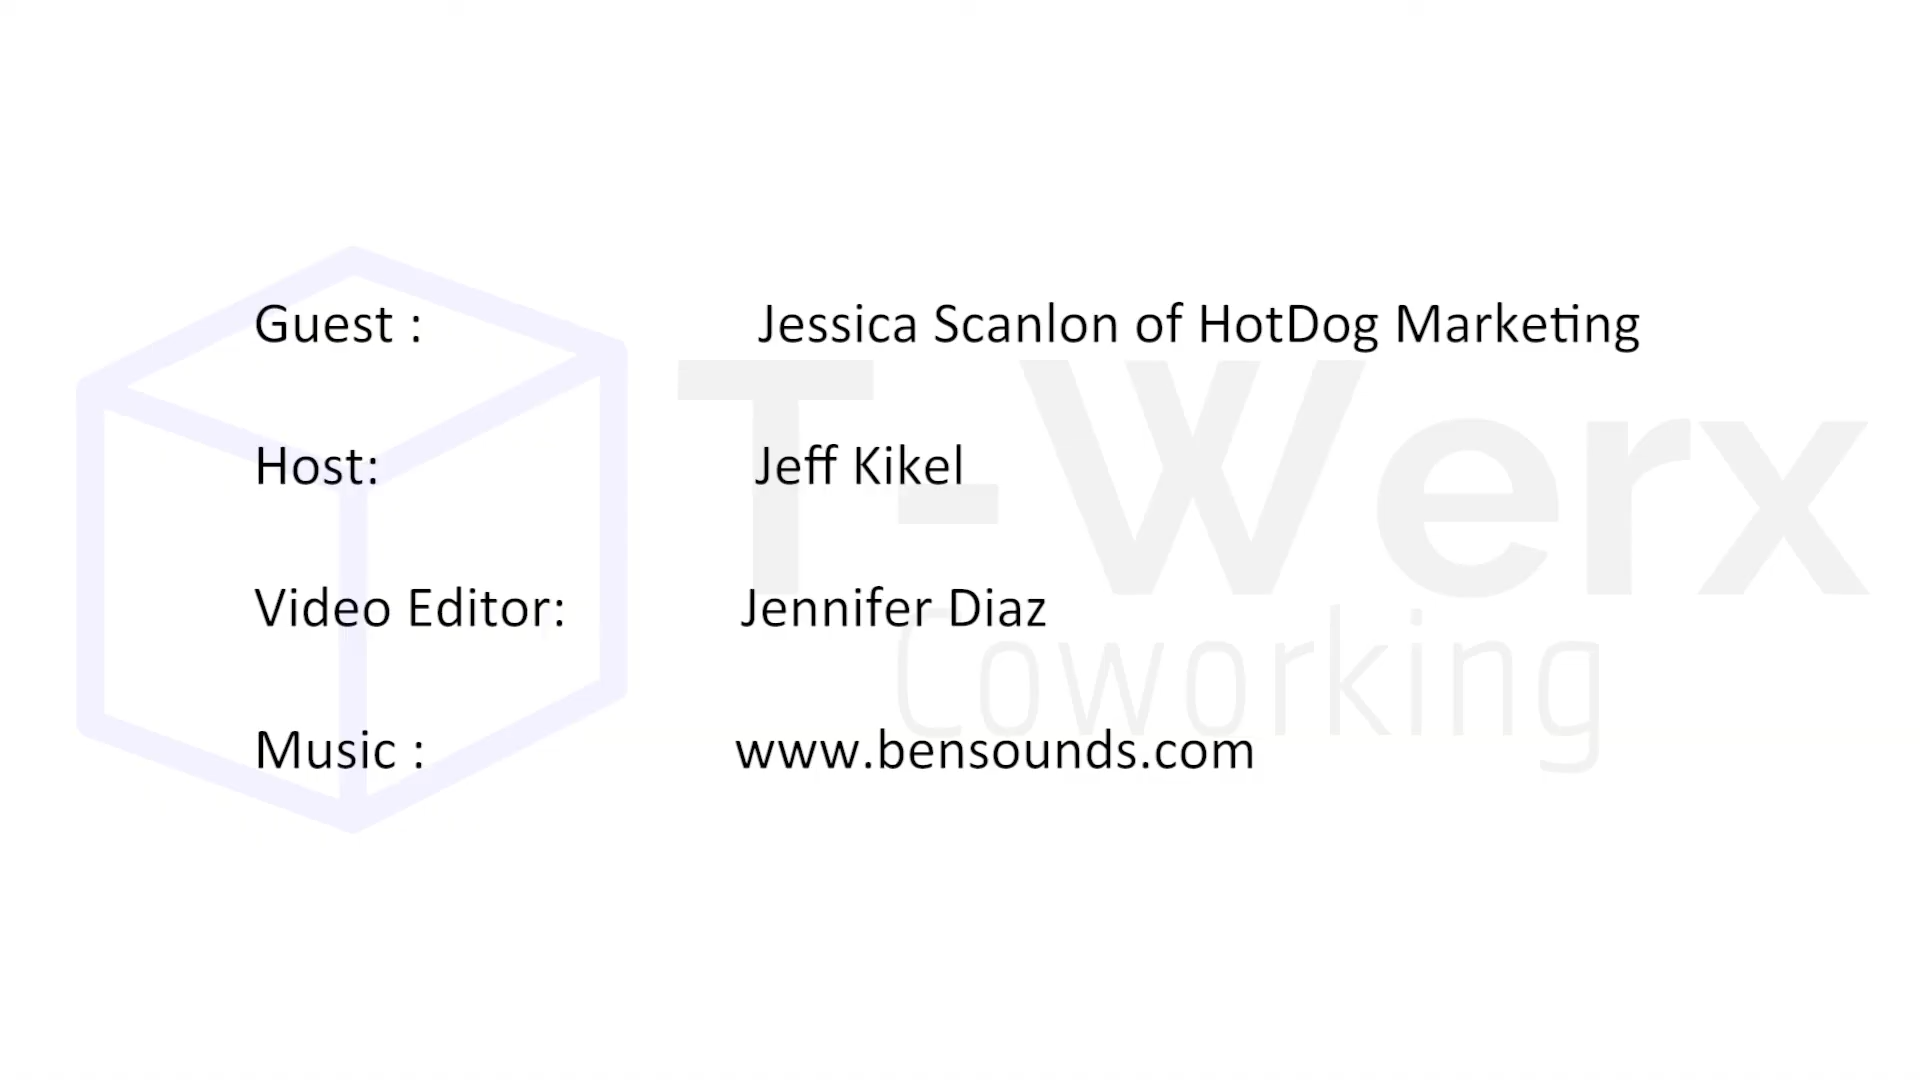 Guest : Jessica Scanlon of HotDog Marketing
Host: Jeff Kikel
Video Editor: Jennifer Diaz
Music : www.bensounds.com
T-Werx
Coworking